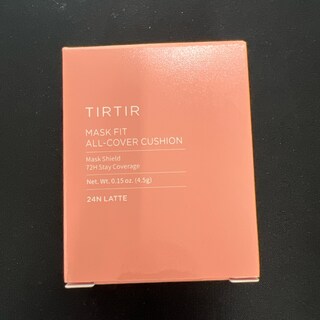 TIRTIR
MASK FIT
ALL-COVER CUSHION
Mask Shield
72H Stay Coverage
Net. Wt. 0.15 oz. (4.5g)
24N LATTE